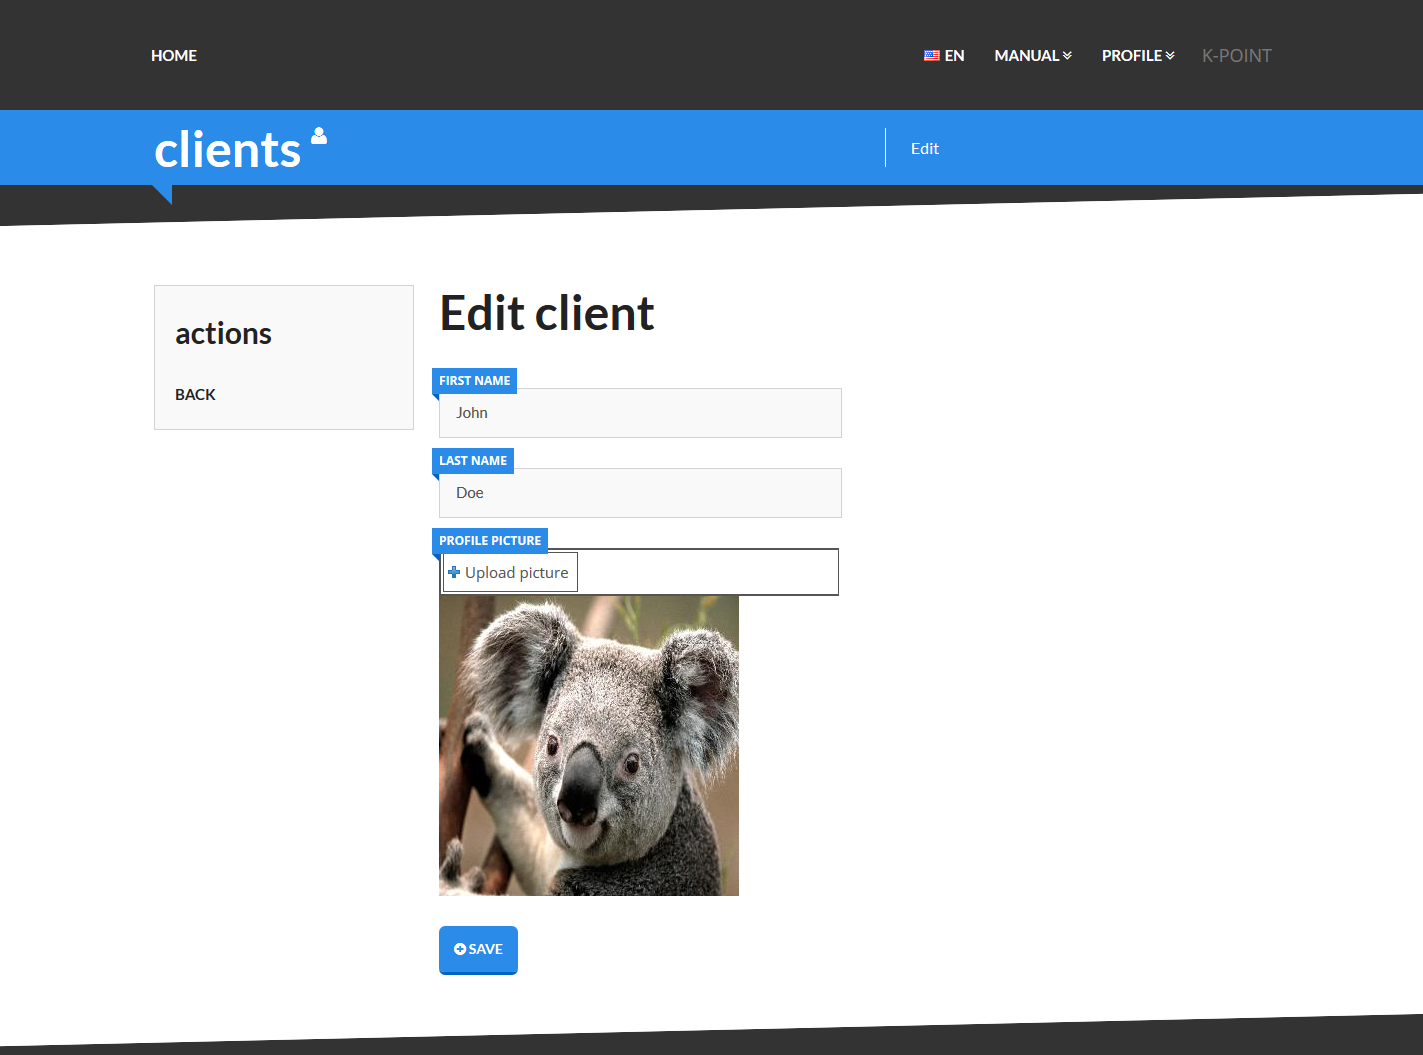 HOME
EN
MANUAL
PROFILE
K-POINT
clients
Edit
actions
BACK
Edit client
FIRST NAME
John
LAST NAME
Doe
PROFILE PICTURE
Upload picture
SAVE